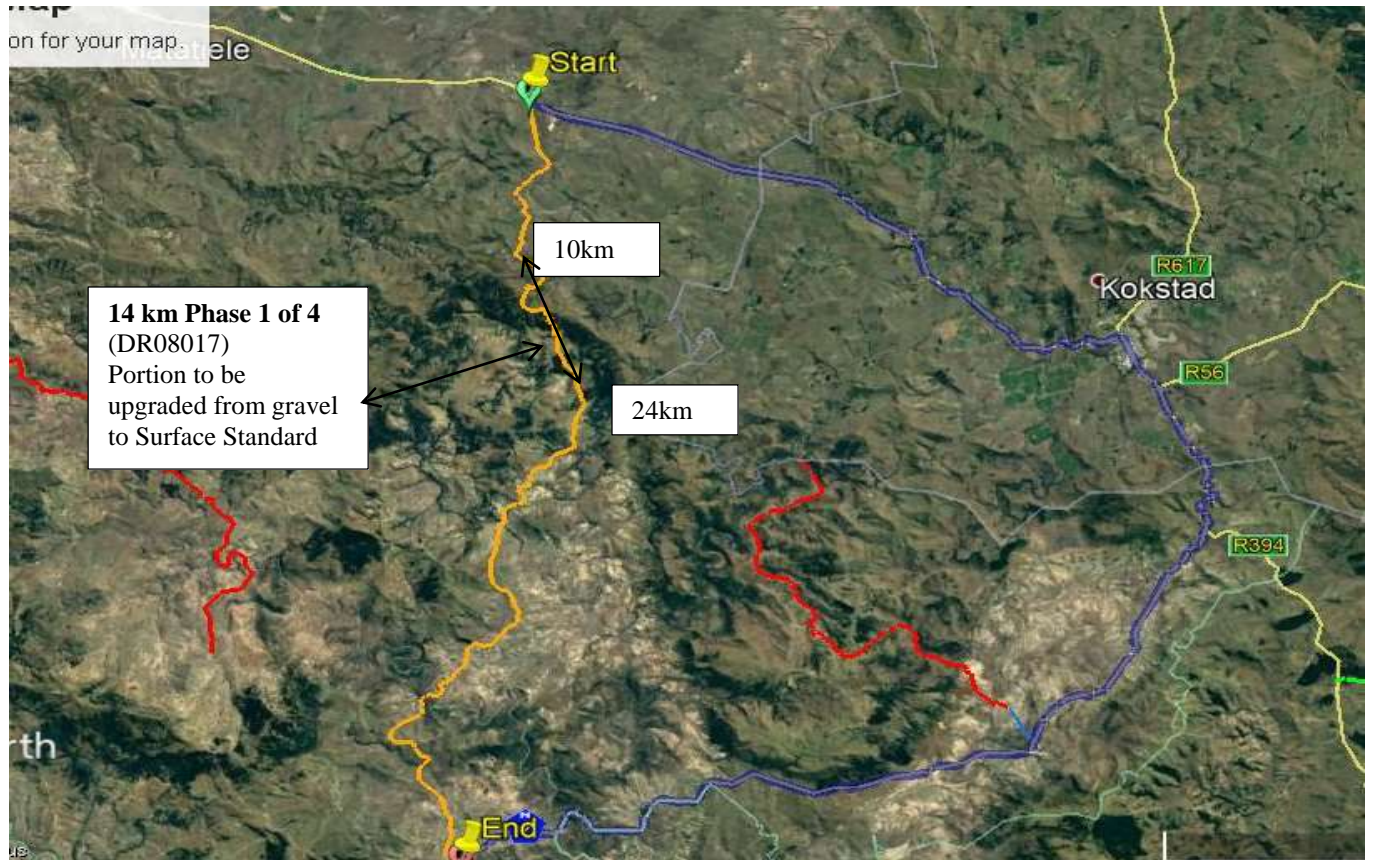 on for your map.
Matatiele
Start
10km
R617
Kokstad
14 km Phase 1 of 4
(DR08017)
Portion to be
upgraded from gravel
to Surface Standard
R56
24km
R394
rth
End
us